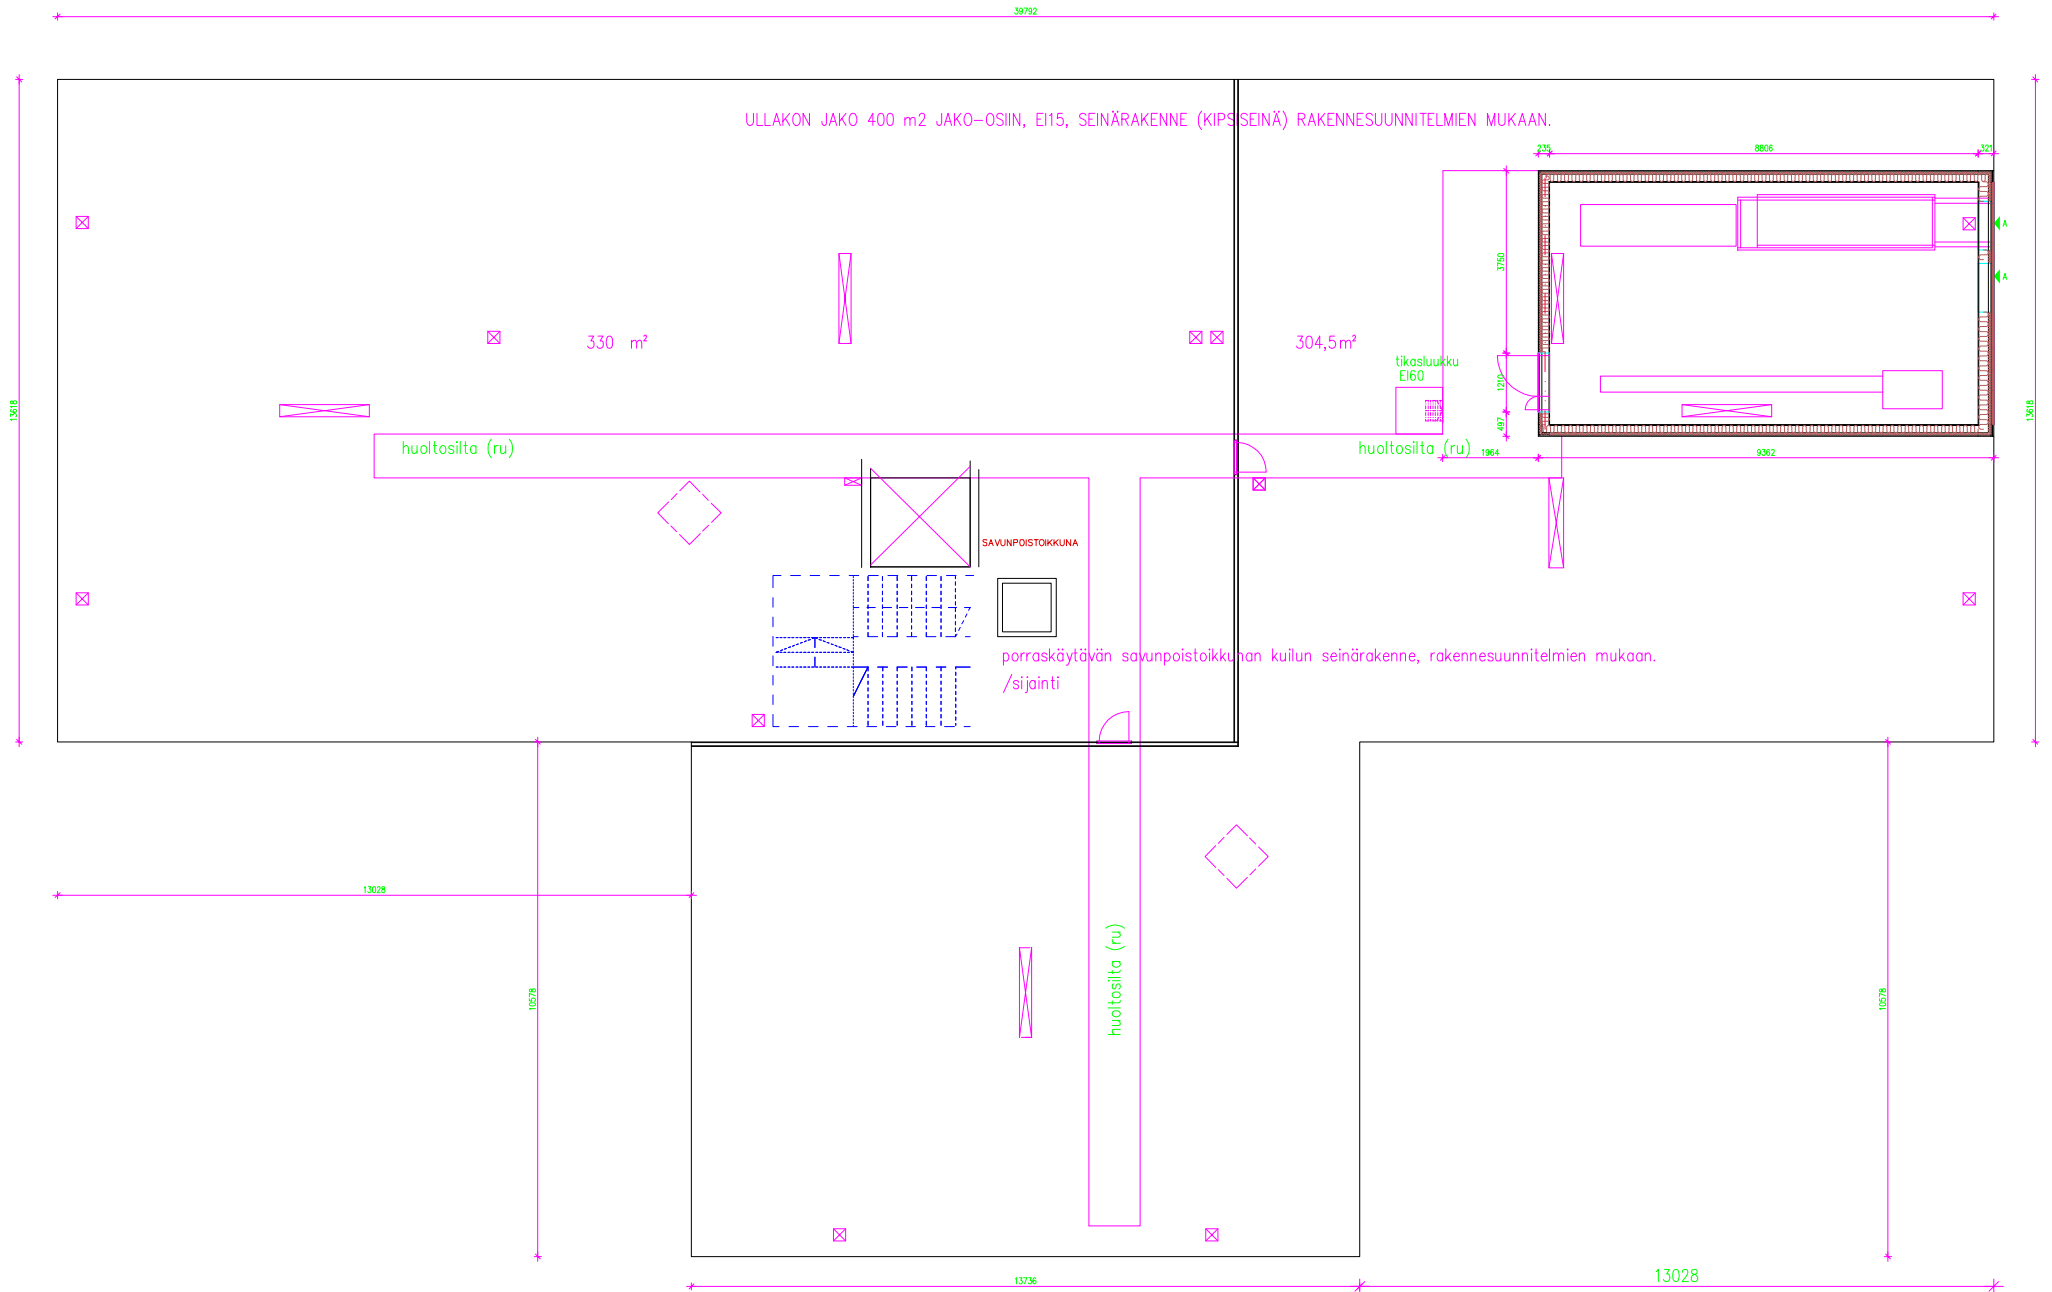 39792
ULLAKON JAKO 400 m2 JAKO-OSIIN, EI15, SEINÄRAKENNE (KIPSISEINÄ) RAKENNESUUNNITELMIEN MUKAAN.
235
8806
321
A
3750
A
330 m²
304,5m²
tikasluukku
EI60
1210
13618
13618
497
huoltosilta (ru)
huoltosilta (ru)
1964
9362
SAVUNPOISTOIKKUNA
porraskäytävän savunpoistoikkunan kuilun seinärakenne, rakennesuunnitelmien mukaan.
/sijainti
13028
huoltosilta (ru)
10578
10578
13736
13028